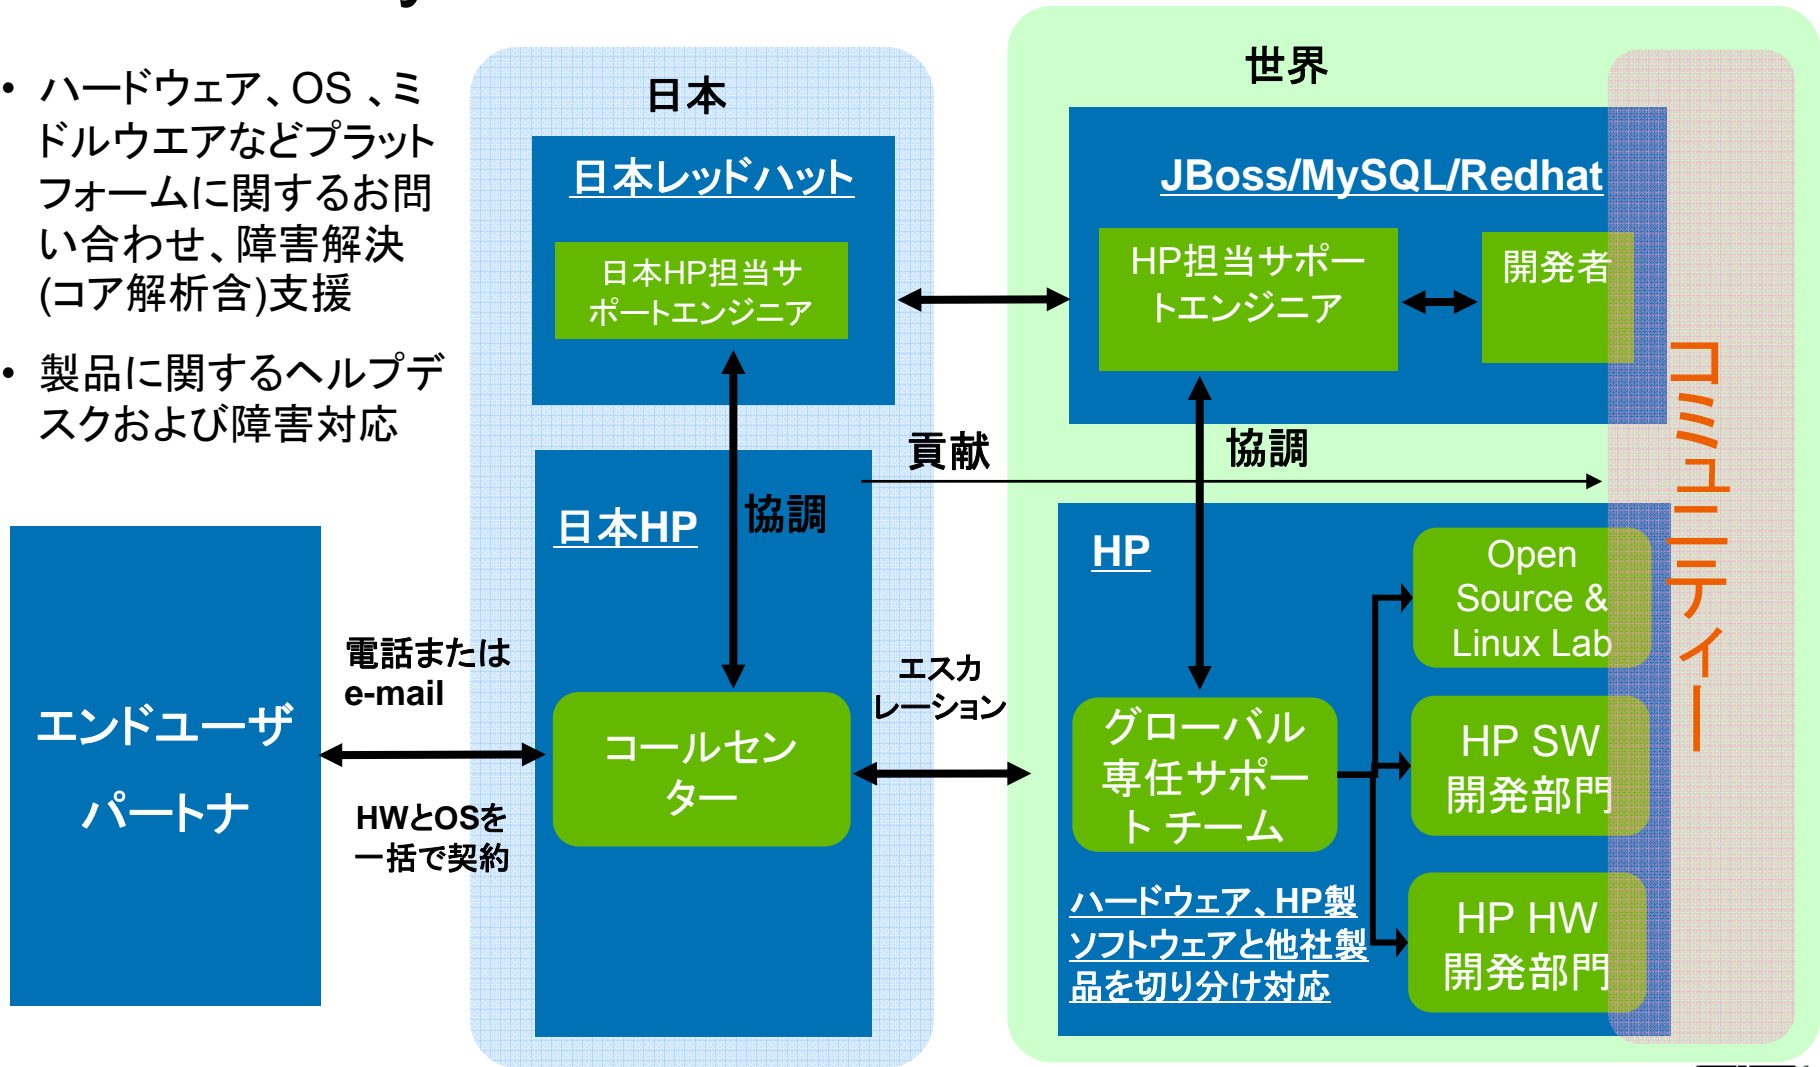 • ハードウェア、OS 、ミ
ドルウエアなどプラット
フォームに関するお問
い合わせ、障害解決
(コア解析含)支援
• 製品に関するヘルプデ
スクおよび障害対応
エンドユーザ
パートナ
電話または
e-mail
HWとOSを
一括で契約
日本
日本レッドハット
日本HP担当サ
ポートエンジニア
日本HP
協調
コールセン
ター
貢献
エスカ
レーション
世界
JBoss/MySQL/Redhat
HP担当サポー
トエンジニア
開発者
協調
HP
グローバル
専任サポー
ト チーム
ハードウェア、HP製
ソフトウェアと他社製
品を切り分け対応
Open
Source &
Linux Lab
HP SW
開発部門
HP HW
開発部門
コミュニティー